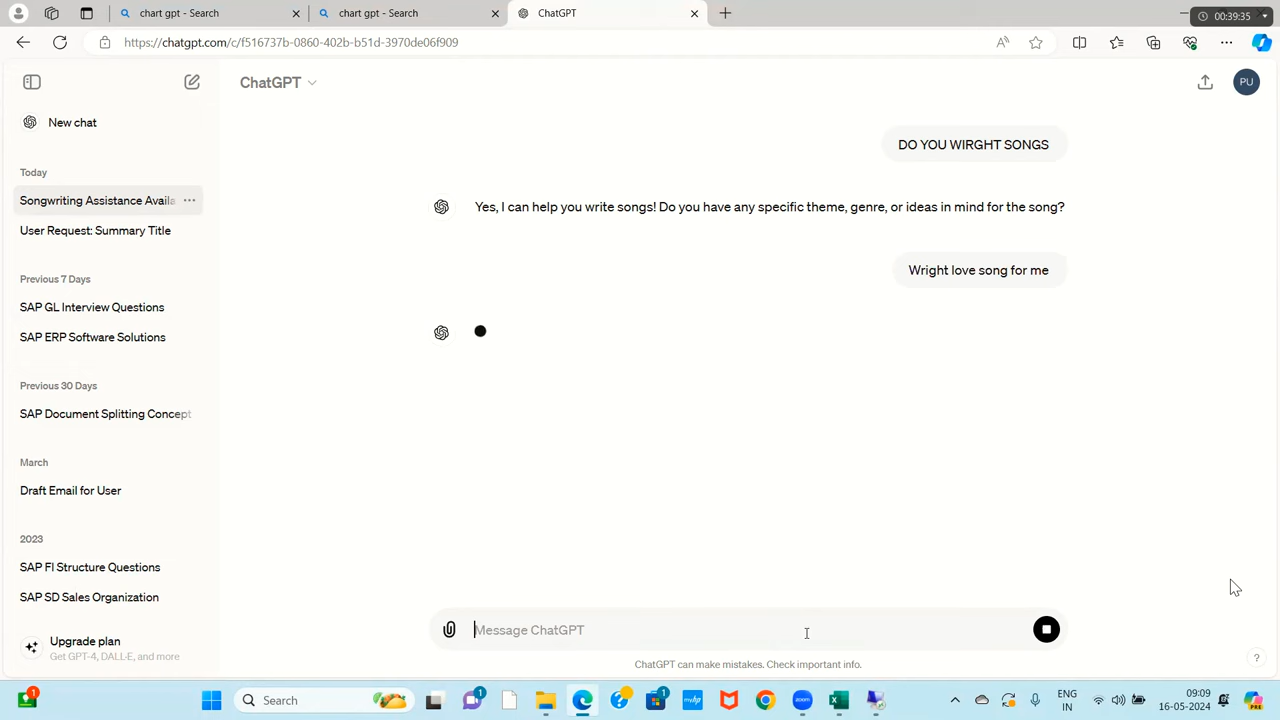 chart gpt - Search
chart gpt - Search
ChatGPT
00:39:35
https://chatgpt.com/c/f516737b-0860-402b-b51d-3970de06f909
ChatGPT
PU
New chat
DO YOU WIRGHT SONGS
Today
Songwriting Assistance Availa
Yes, I can help you write songs! Do you have any specific theme, genre, or ideas in mind for the song?
User Request: Summary Title
Wright love song for me
Previous 7 Days
SAP GL Interview Questions
SAP ERP Software Solutions
Previous 30 Days
SAP Document Splitting Concept
March
Draft Email for User
2023
SAP FI Structure Questions
SAP SD Sales Organization
Upgrade plan
Get GPT-4, DALL·E, and more
Message ChatGPT
ChatGPT can make mistakes. Check important info.
?
1
Search
1
1
myhp
zoom
ENG
IN
09:09
16-05-2024
PRE